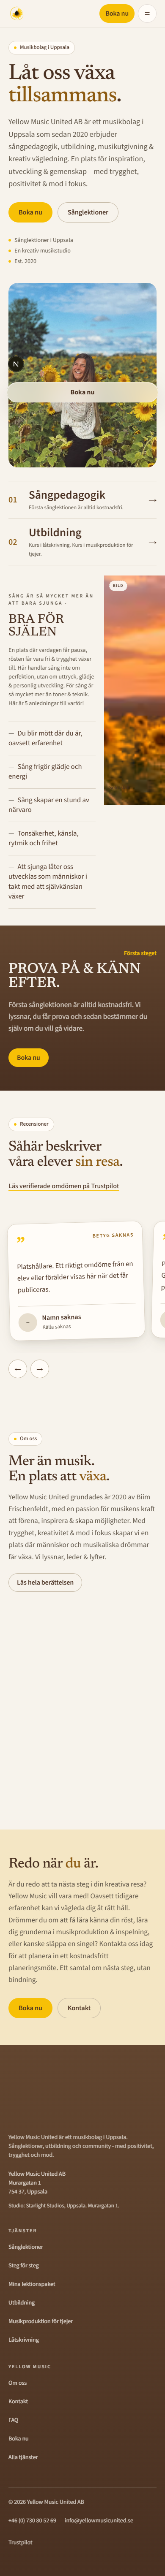 Boka nu
Musikbolag i Uppsala
Låt oss växa
tillsammans.
Yellow Music United AB är ett musikbolag i
Uppsala som sedan 2020 erbjuder
sångpedagogik, utbildning, musikuthyrning &
kreativ vägledning. En plats för inspiration,
utveckling & gemenskap – med trygghet,
positivitet & mod i fokus.
Boka nu
Sånglektioner
Sånglektioner i Uppsala
En kreativ musikstudio
Est. 2020
N
Boka nu
01
Sångpedagogik
Första sånglektionen är alltid kostnadsfri.
→
02
Utbildning
Kurs i låtskrivning. Kurs i musikproduktion för
tjejer.
→
SÅNG ÄR SÅ MYCKET MER ÄN
ATT BARA SJUNGA -
BRA FÖR
SJÄLEN
En plats där vardagen får pausa,
rösten får vara fri & trygghet växer
till. Här handlar sång inte om
perfektion, utan om uttryck, glädje
& personlig utveckling. För sång är
så mycket mer än toner & teknik.
Här är 5 anledningar till varför!
— Du blir mött där du är,
oavsett erfarenhet
— Sång frigör glädje och
energi
— Sång skapar en stund av
närvaro
— Tonsäkerhet, känsla,
rytmik och frihet
— Att sjunga låter oss
utvecklas som människor i
takt med att självkänslan
växer
BILD
Första steget
PROVA PÅ & KÄNN
EFTER.
Första sånglektionen är alltid kostnadsfri. Vi
lyssnar, du får prova och sedan bestämmer du
själv om du vill gå vidare.
Boka nu
Recensioner
Såhär beskriver
våra elever sin resa.
Läs verifierade omdömen på Trustpilot
”
BETYG SAKNAS
Platshållare. Ett riktigt omdöme från en
elev eller förälder visas här när det får
publiceras.
Namn saknas
Källa saknas
← →
Om oss
Mer än musik.
En plats att växa.
Yellow Music United grundades år 2020 av Biim
Frischenfeldt, med en passion för musikens kraft
att förena, inspirera & skapa möjligheter. Med
trygghet, kreativitet & mod i fokus skapar vi en
plats där människor och musikaliska drömmar
får växa. Vi lyssnar, leder & lyfter.
Läs hela berättelsen
Redo när du är.
Är du redo att ta nästa steg i din kreativa resa?
Yellow Music vill vara med! Oavsett tidigare
erfarenhet kan vi vägleda dig åt rätt håll.
Drömmer du om att få lära känna din röst, lära
dig grunderna i musikproduktion & inspelning,
eller kanske släppa en singel? Kontakta oss idag
för att planera in ett kostnadsfritt
planeringsmöte. Ett samtal om nästa steg, utan
bindning.
Boka nu
Kontakt
Yellow Music United är ett musikbolag i Uppsala.
Sånglektioner, utbildning och community - med positivitet,
trygghet och mod.
Yellow Music United AB
Murargatan 1
754 37, Uppsala
Studio: Starlight Studios, Uppsala. Murargatan 1.
TJÄNSTER
Sånglektioner
Steg för steg
Mina lektionspaket
Utbildning
Musikproduktion för tjejer
Låtskrivning
YELLOW MUSIC
Om oss
Kontakt
FAQ
Boka nu
Alla tjänster
© 2026 Yellow Music United AB
+46 (0) 730 80 52 69 info@yellowmusicunited.se
Trustpilot